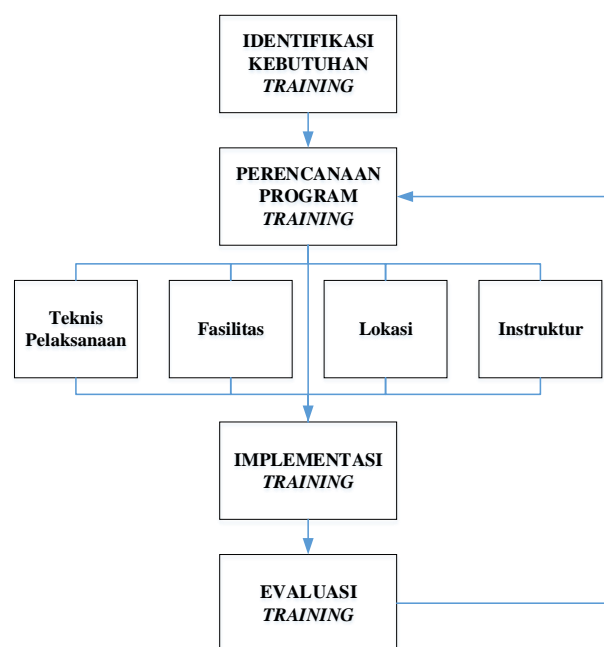 IDENTIFIKASI
KEBUTUHAN
TRAINING
PERENCANAAN
PROGRAM
TRAINING
Teknis
Pelaksanaan
Fasilitas
Lokasi
Instruktur
IMPLEMENTASI
TRAINING
EVALUASI
TRAINING